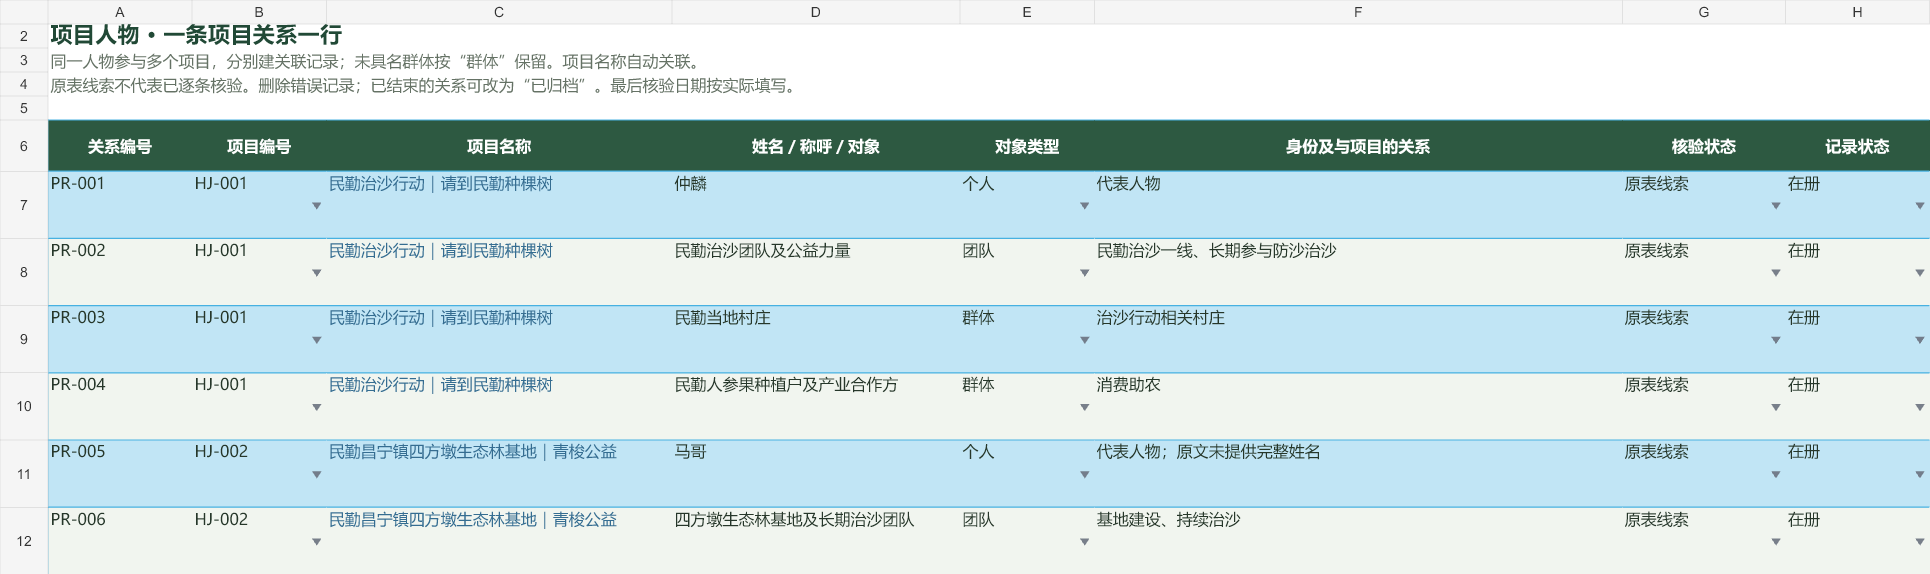 A B C D E F G H
2 项目人物·一条项目关系一行
3 同一人物参与多个项目，分别建关联记录；未具名群体按“群体”保留。项目名称自动关联。
4 原表线索不代表已逐条核验。删除错误记录；已结束的关系可改为“已归档”。最后核验日期按实际填写。
5
6 关系编号 项目编号 项目名称 姓名 / 称呼 / 对象 对象类型 身份及与项目的关系 核验状态 记录状态
7 PR-001 HJ-001 民勤治沙行动｜请到民勤种棵树 仲麟 个人 代表人物 原表线索 在册
8 PR-002 HJ-001 民勤治沙行动｜请到民勤种棵树 民勤治沙团队及公益力量 团队 民勤治沙一线、长期参与防沙治沙 原表线索 在册
9 PR-003 HJ-001 民勤治沙行动｜请到民勤种棵树 民勤当地村庄 群体 治沙行动相关村庄 原表线索 在册
10 PR-004 HJ-001 民勤治沙行动｜请到民勤种棵树 民勤人参果种植户及产业合作方 群体 消费助农 原表线索 在册
11 PR-005 HJ-002 民勤昌宁镇四方墩生态林基地｜青梭公益 马哥 个人 代表人物；原文未提供完整姓名 原表线索 在册
12 PR-006 HJ-002 民勤昌宁镇四方墩生态林基地｜青梭公益 四方墩生态林基地及长期治沙团队 团队 基地建设、持续治沙 原表线索 在册